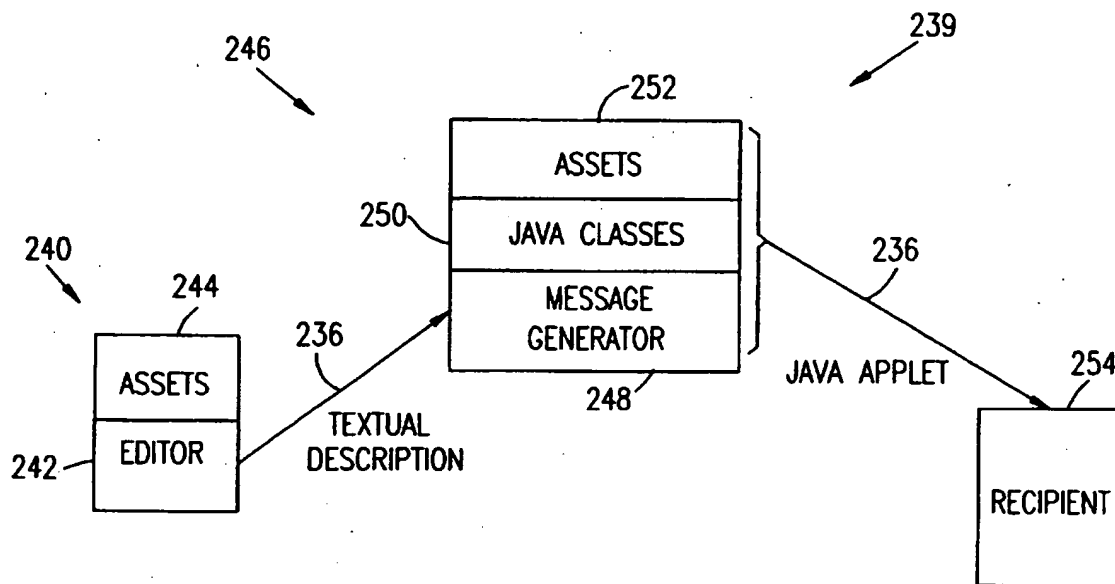 239
246
252
ASSETS
250
JAVA CLASSES
240
236
244
MESSAGE
GENERATOR
236
254
ASSETS
JAVA APPLET
248
TEXTUAL
DESCRIPTION
242
EDITOR
RECIPIENT